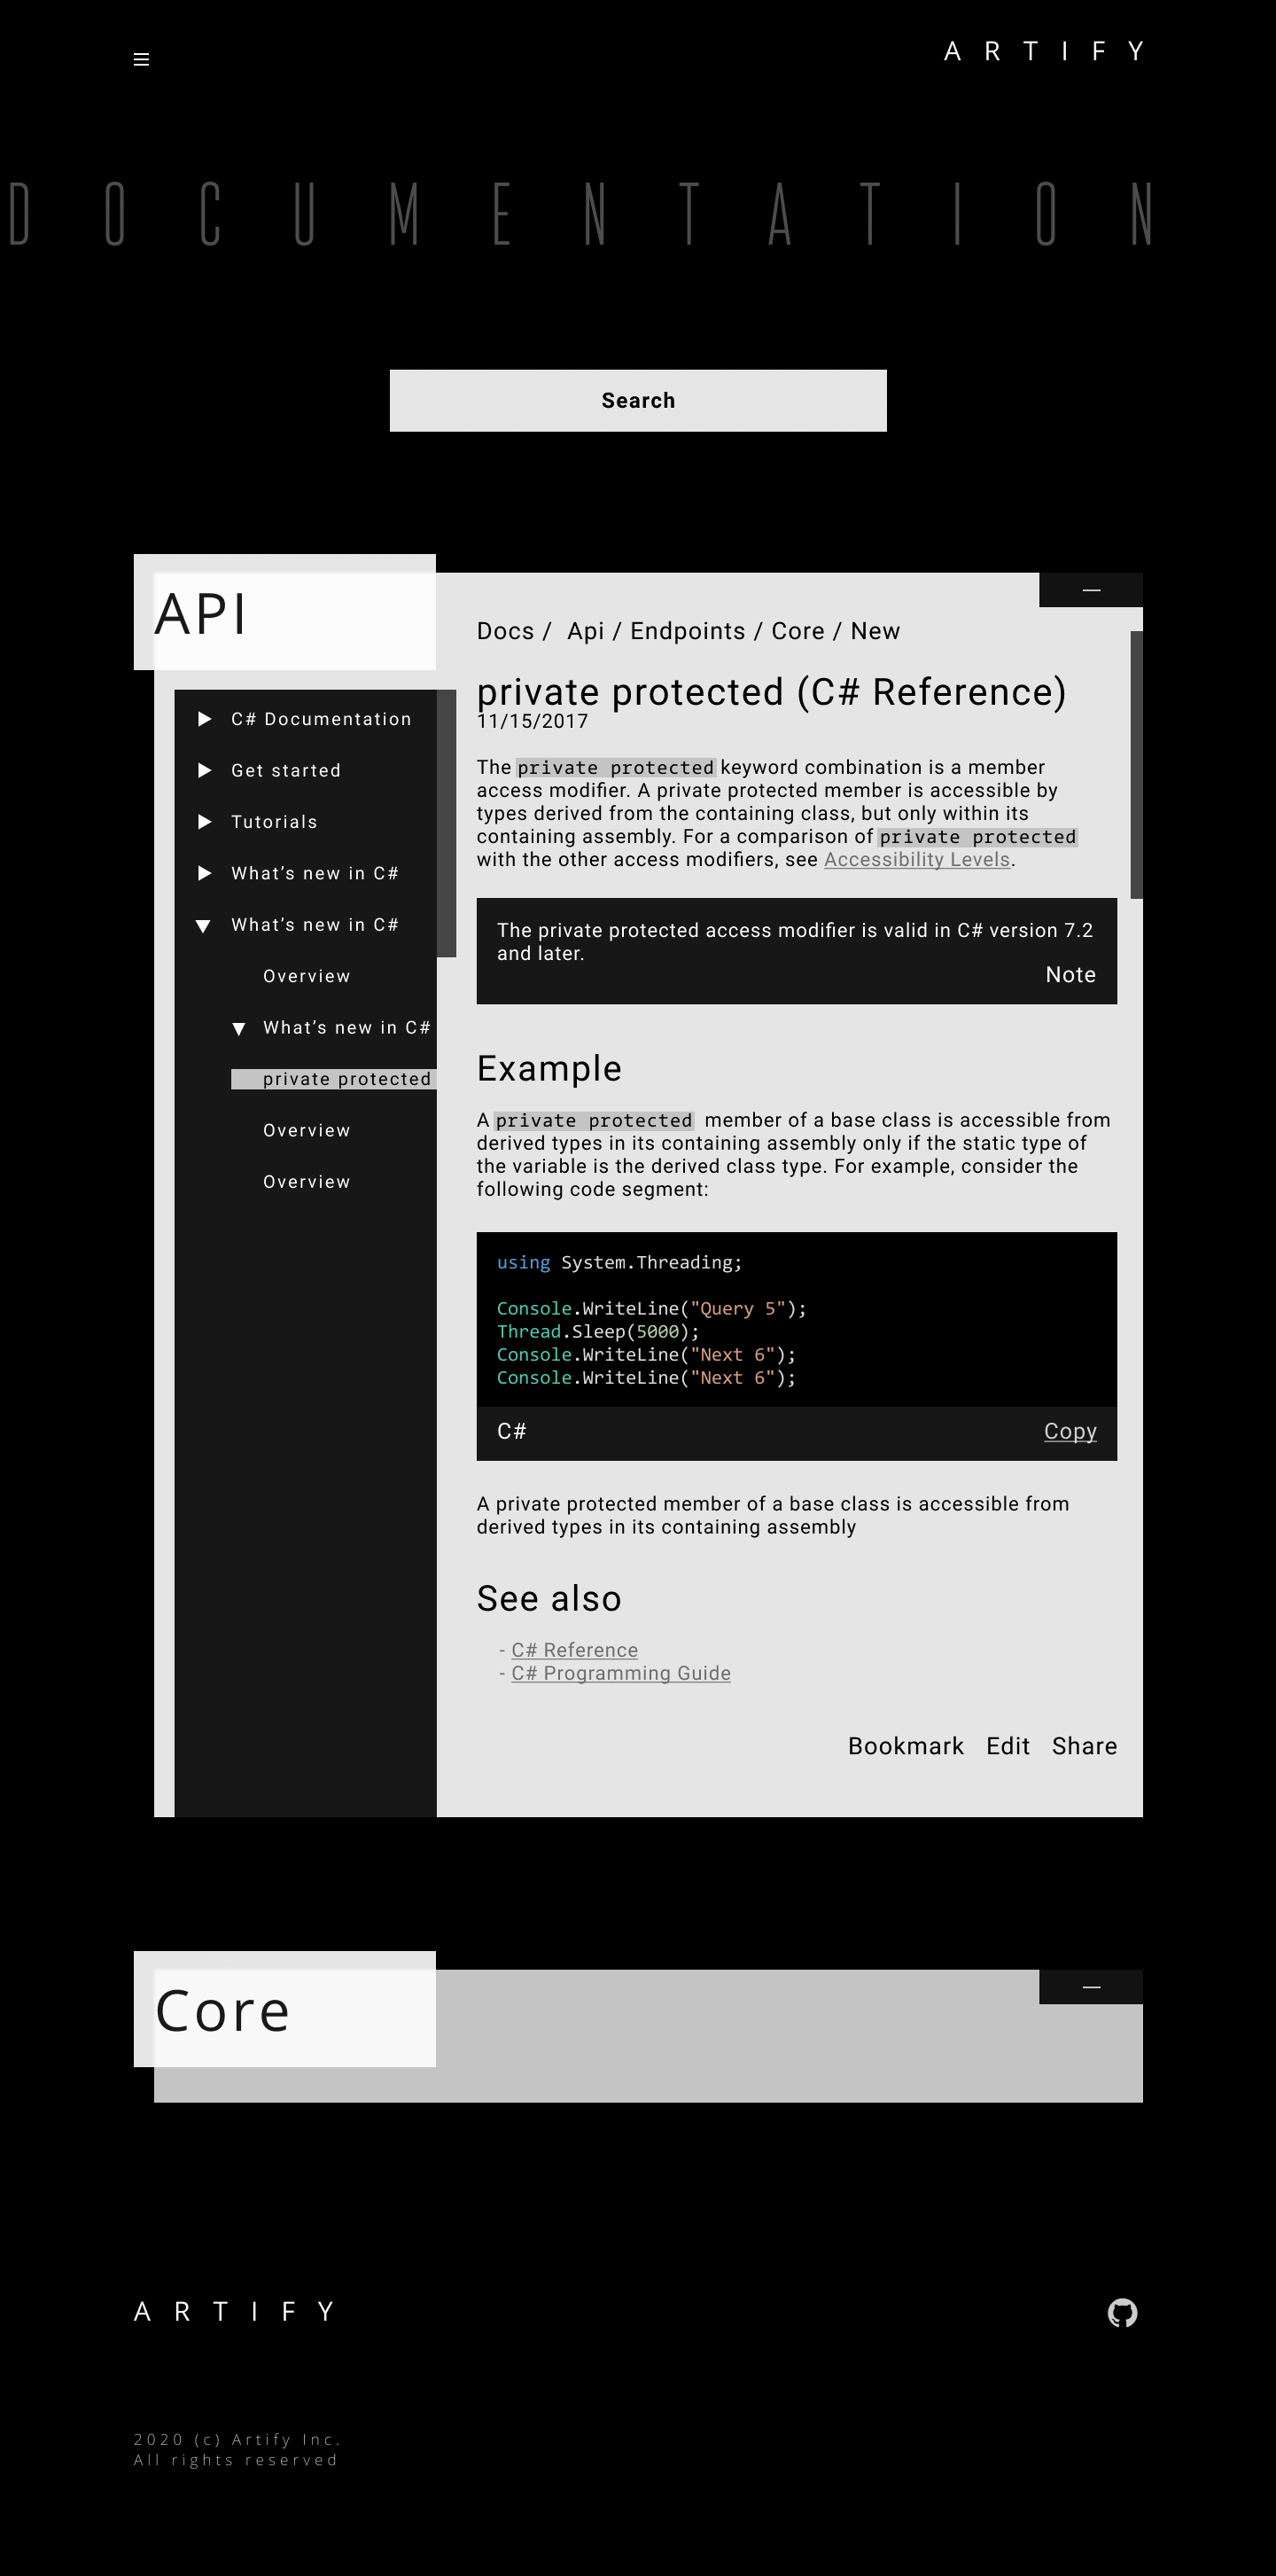 A R T I F Y
D O C U M E N T A T I O N
Search
API
C# Documentation
Get started
Tutorials
What’s new in C#
What’s new in C#
Overview
What’s new in C#
private protected
Overview
Overview
Docs /  Api / Endpoints / Core / New
private protected (C# Reference)
11/15/2017
The private protected keyword combination is a member
access modifier. A private protected member is accessible by
types derived from the containing class, but only within its
containing assembly. For a comparison of private protected
with the other access modifiers, see Accessibility Levels.
The private protected access modifier is valid in C# version 7.2
and later.
Note
Example
A private protected member of a base class is accessible from
derived types in its containing assembly only if the static type of
the variable is the derived class type. For example, consider the
following code segment:
using System.Threading;
Console.WriteLine("Query 5");
Thread.Sleep(5000);
Console.WriteLine("Next 6");
Console.WriteLine("Next 6");
C# Copy
A private protected member of a base class is accessible from
derived types in its containing assembly
See also
- C# Reference
- C# Programming Guide
Bookmark Edit Share
Core
A R T I F Y
2020 (c) Artify Inc.
All rights reserved